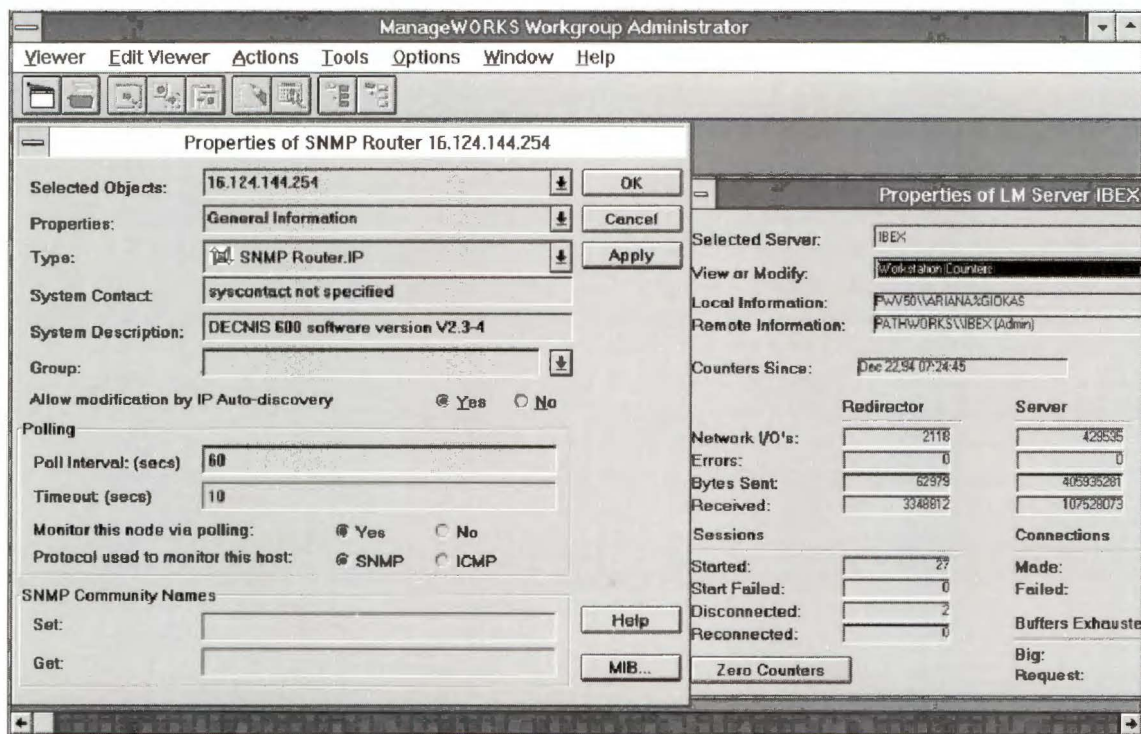 ManageWORKS Workgroup Administrator
Viewer Edit Viewer Actions Tools Options Window Help
Properties of SNMP Router 16.124.144.254
Selected Objects: 16.124.144.254
OK
Properties: General Information
Cancel
Type: SNMP Router.IP
Apply
System Contact syscontact not specified
System Description: DECNIS 600 software version V2.3-4
Group:
Allow modification by IP Auto-discovery Yes No
Polling
Poll Interval: (secs) 60
Timeout (secs) 10
Monitor this node via polling: Yes No
Protocol used to monitor this host: SNMP ICMP
SNMP Community Names
Set:
Help
Get:
MIB...
Properties of LM Server IBEX
Selected Server: IBEX
View or Modify: Workstation Counters
Local Information: PWV50\\ARIANA%GIOKAS
Remote Information: PATHWORKS\\IBEX (Admin)
Counters Since: Dec 22,94 07:24:45
Redirector Server
Network I/O's: 2118 429535
Errors: 0 0
Bytes Sent: 62979 405935281
Received: 3348812 107528073
Sessions Connections
Started: 27 Made:
Start Failed: 0 Failed:
Disconnected: 2
Reconnected: 0 Buffers Exhauste
Big:
Zero Counters Request: